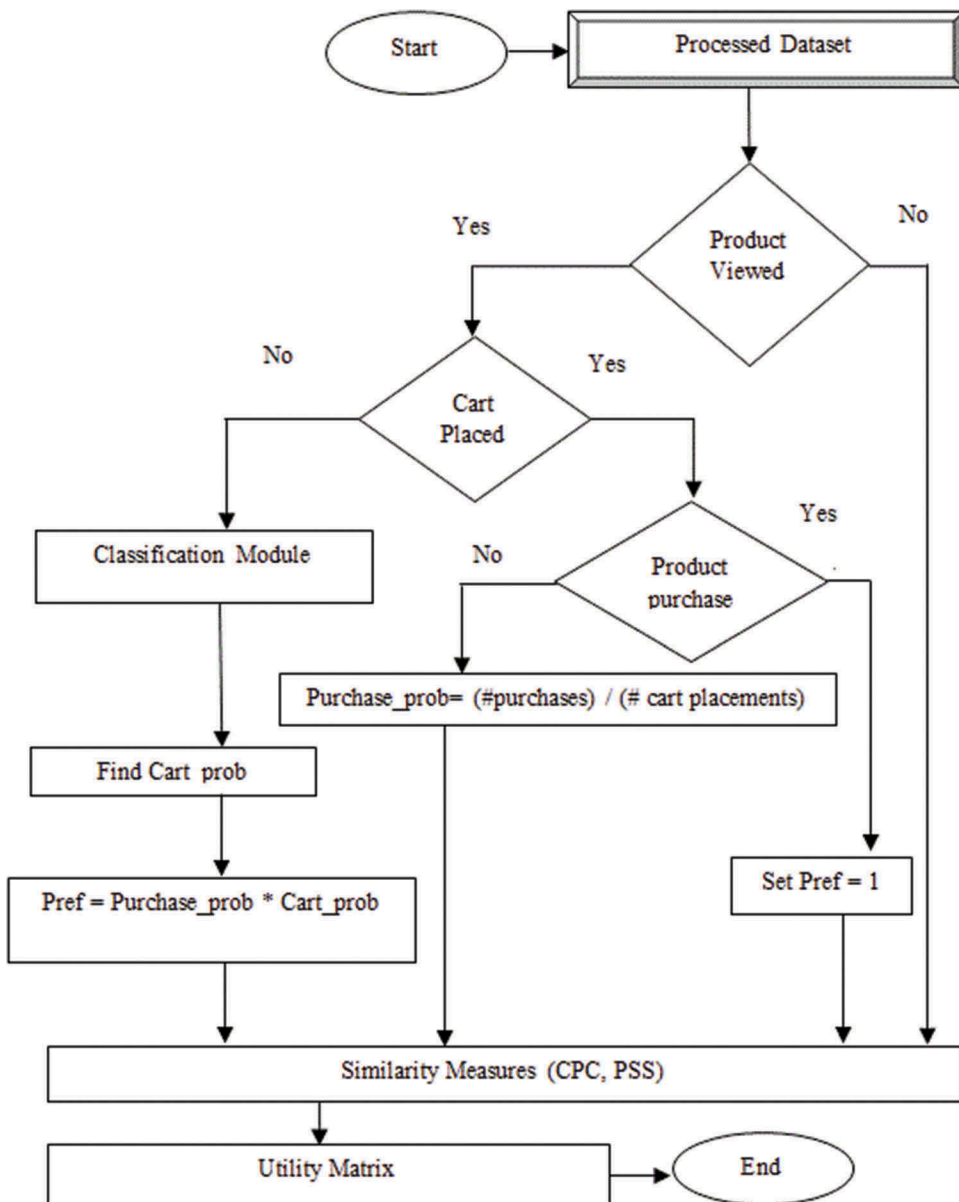 Start
Processed Dataset
Yes
No
Product
Viewed
No
Yes
Cart
Placed
Yes
Classification Module
No
Product
purchase
Purchase_prob= (#purchases) / (# cart placements)
Find Cart prob
Pref = Purchase_prob * Cart_prob
Set Pref = 1
Similarity Measures (CPC, PSS)
Utility Matrix
End